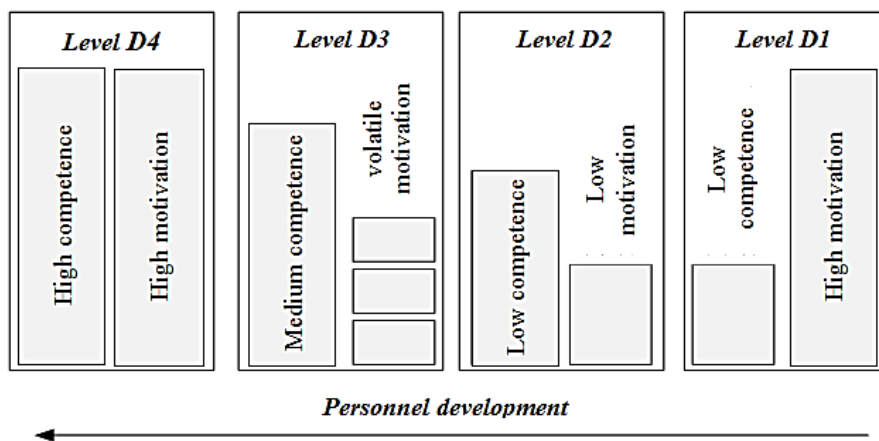 Level D4
High competence
High motivation
Level D3
Medium competence
volatile
motivation
Level D2
Low competence
Low
motivation
Level D1
Low
competence
High motivation
Personnel development